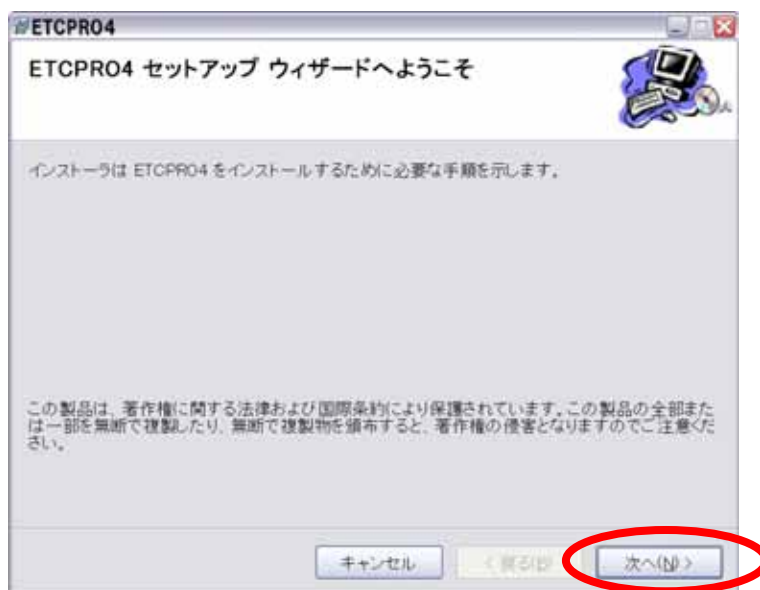 ETCPRO4
ETCPRO4 セットアップ ウィザードへようこそ
インストーラは ETCPRO4 をインストールするために必要な手順を示します。
この製品は、著作権に関する法律および国際条約により保護されています。この製品の全部また
は一部を無断で複製したり、無断で複製物を頒布すると、著作権の侵害となりますのでご注意くだ
さい。
キャンセル
< 戻る(B)
次へ(N) >